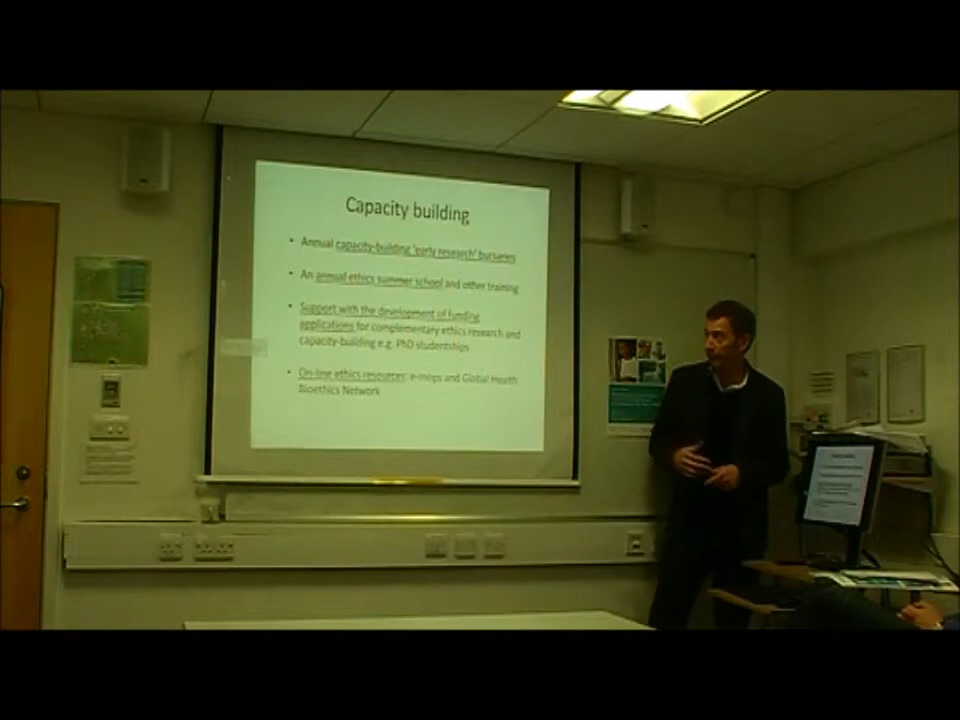 Capacity building
• Annual capacity-building 'early research' bursaries
• An annual ethics summer school and other training
• Support with the development of funding
applications for complementary ethics research and
capacity-building e.g. PhD studentships
• On-line ethics resources: e-mops and Global Health
Bioethics Network